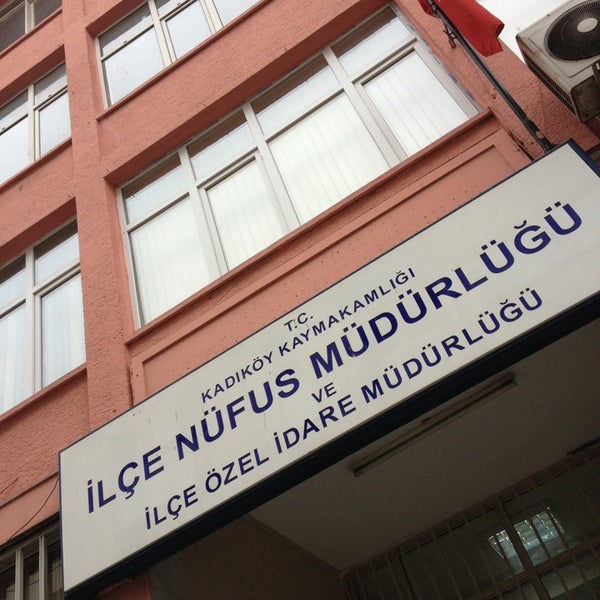 T.C.
KADIKÖY KAYMAKAMLIĞI
İLÇE NÜFUS MÜDÜRLÜĞÜ
VE
İLÇE ÖZEL İDARE MÜDÜRLÜĞÜ